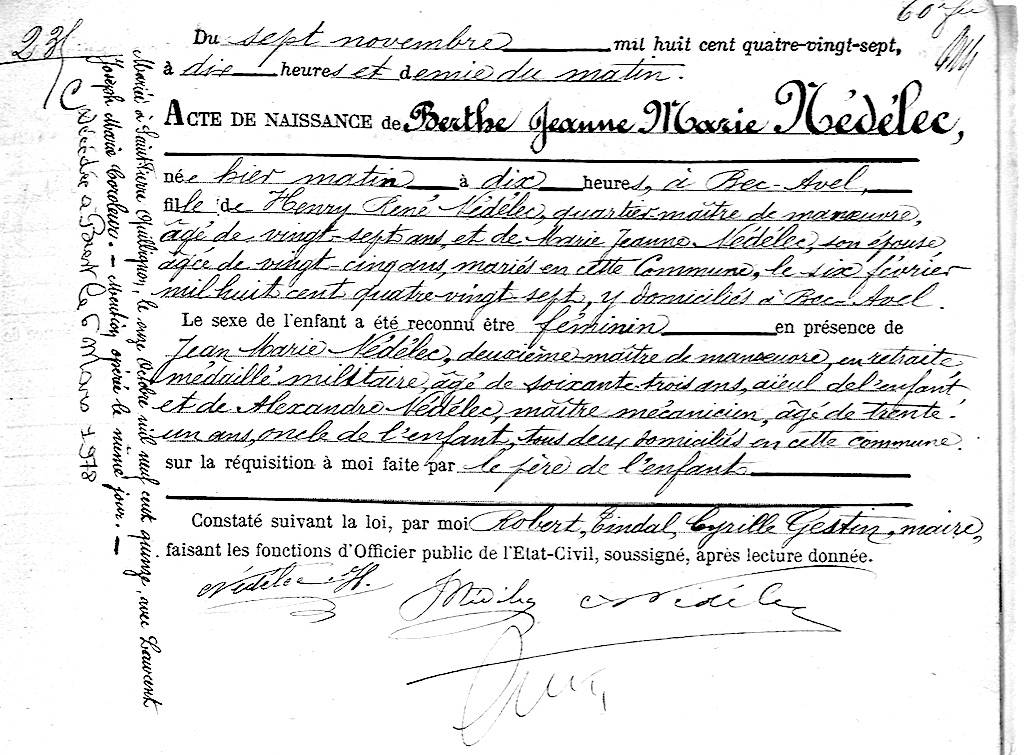 Du sept novembre mil huit cent quatre-vingt-sept,
à dix heures et demie du matin.
ACTE DE NAISSANCE de Berthe Jeanne Marie Nédélec,
née hier matin à dix heures, à Bec-Avel,
fille de Henry René Nédélec, quartier maître de manœuvre,
âgé de vingt-sept ans, et de Marie Jeanne Nédélec, son épouse
âgée de vingt-cinq ans, mariés en cette Commune, le six février
mil huit cent quatre-vingt sept, y domiciliés à Bec-Avel.
Le sexe de l'enfant a été reconnu être féminin en présence de
Jean Marie Nédélec, deuxième maître de manœuvre, en retraite
médaillé militaire, âgé de soixante-trois ans, aïeul de l'enfant
et de Alexandre Nédélec, maître mécanicien, âgé de trente-
un ans, oncle de l'enfant, tous deux domiciliés en cette commune.
sur la réquisition à moi faite par le père de l'enfant
Constaté suivant la loi, par moi Robert, Tindal, Cyrille Gestin, maire,
faisant les fonctions d'Officier public de l'Etat-Civil, soussigné, après lecture donnée.
Nédélec H.
Nédélec
Mariée à Saint Pierre Quilbignon, le onze Octobre mil neuf cent quinze, avec Laurent
Joseph Marie Corolleur. — Mention opérée le même jour. —
Décédée à Brest le 6 Mars 1978